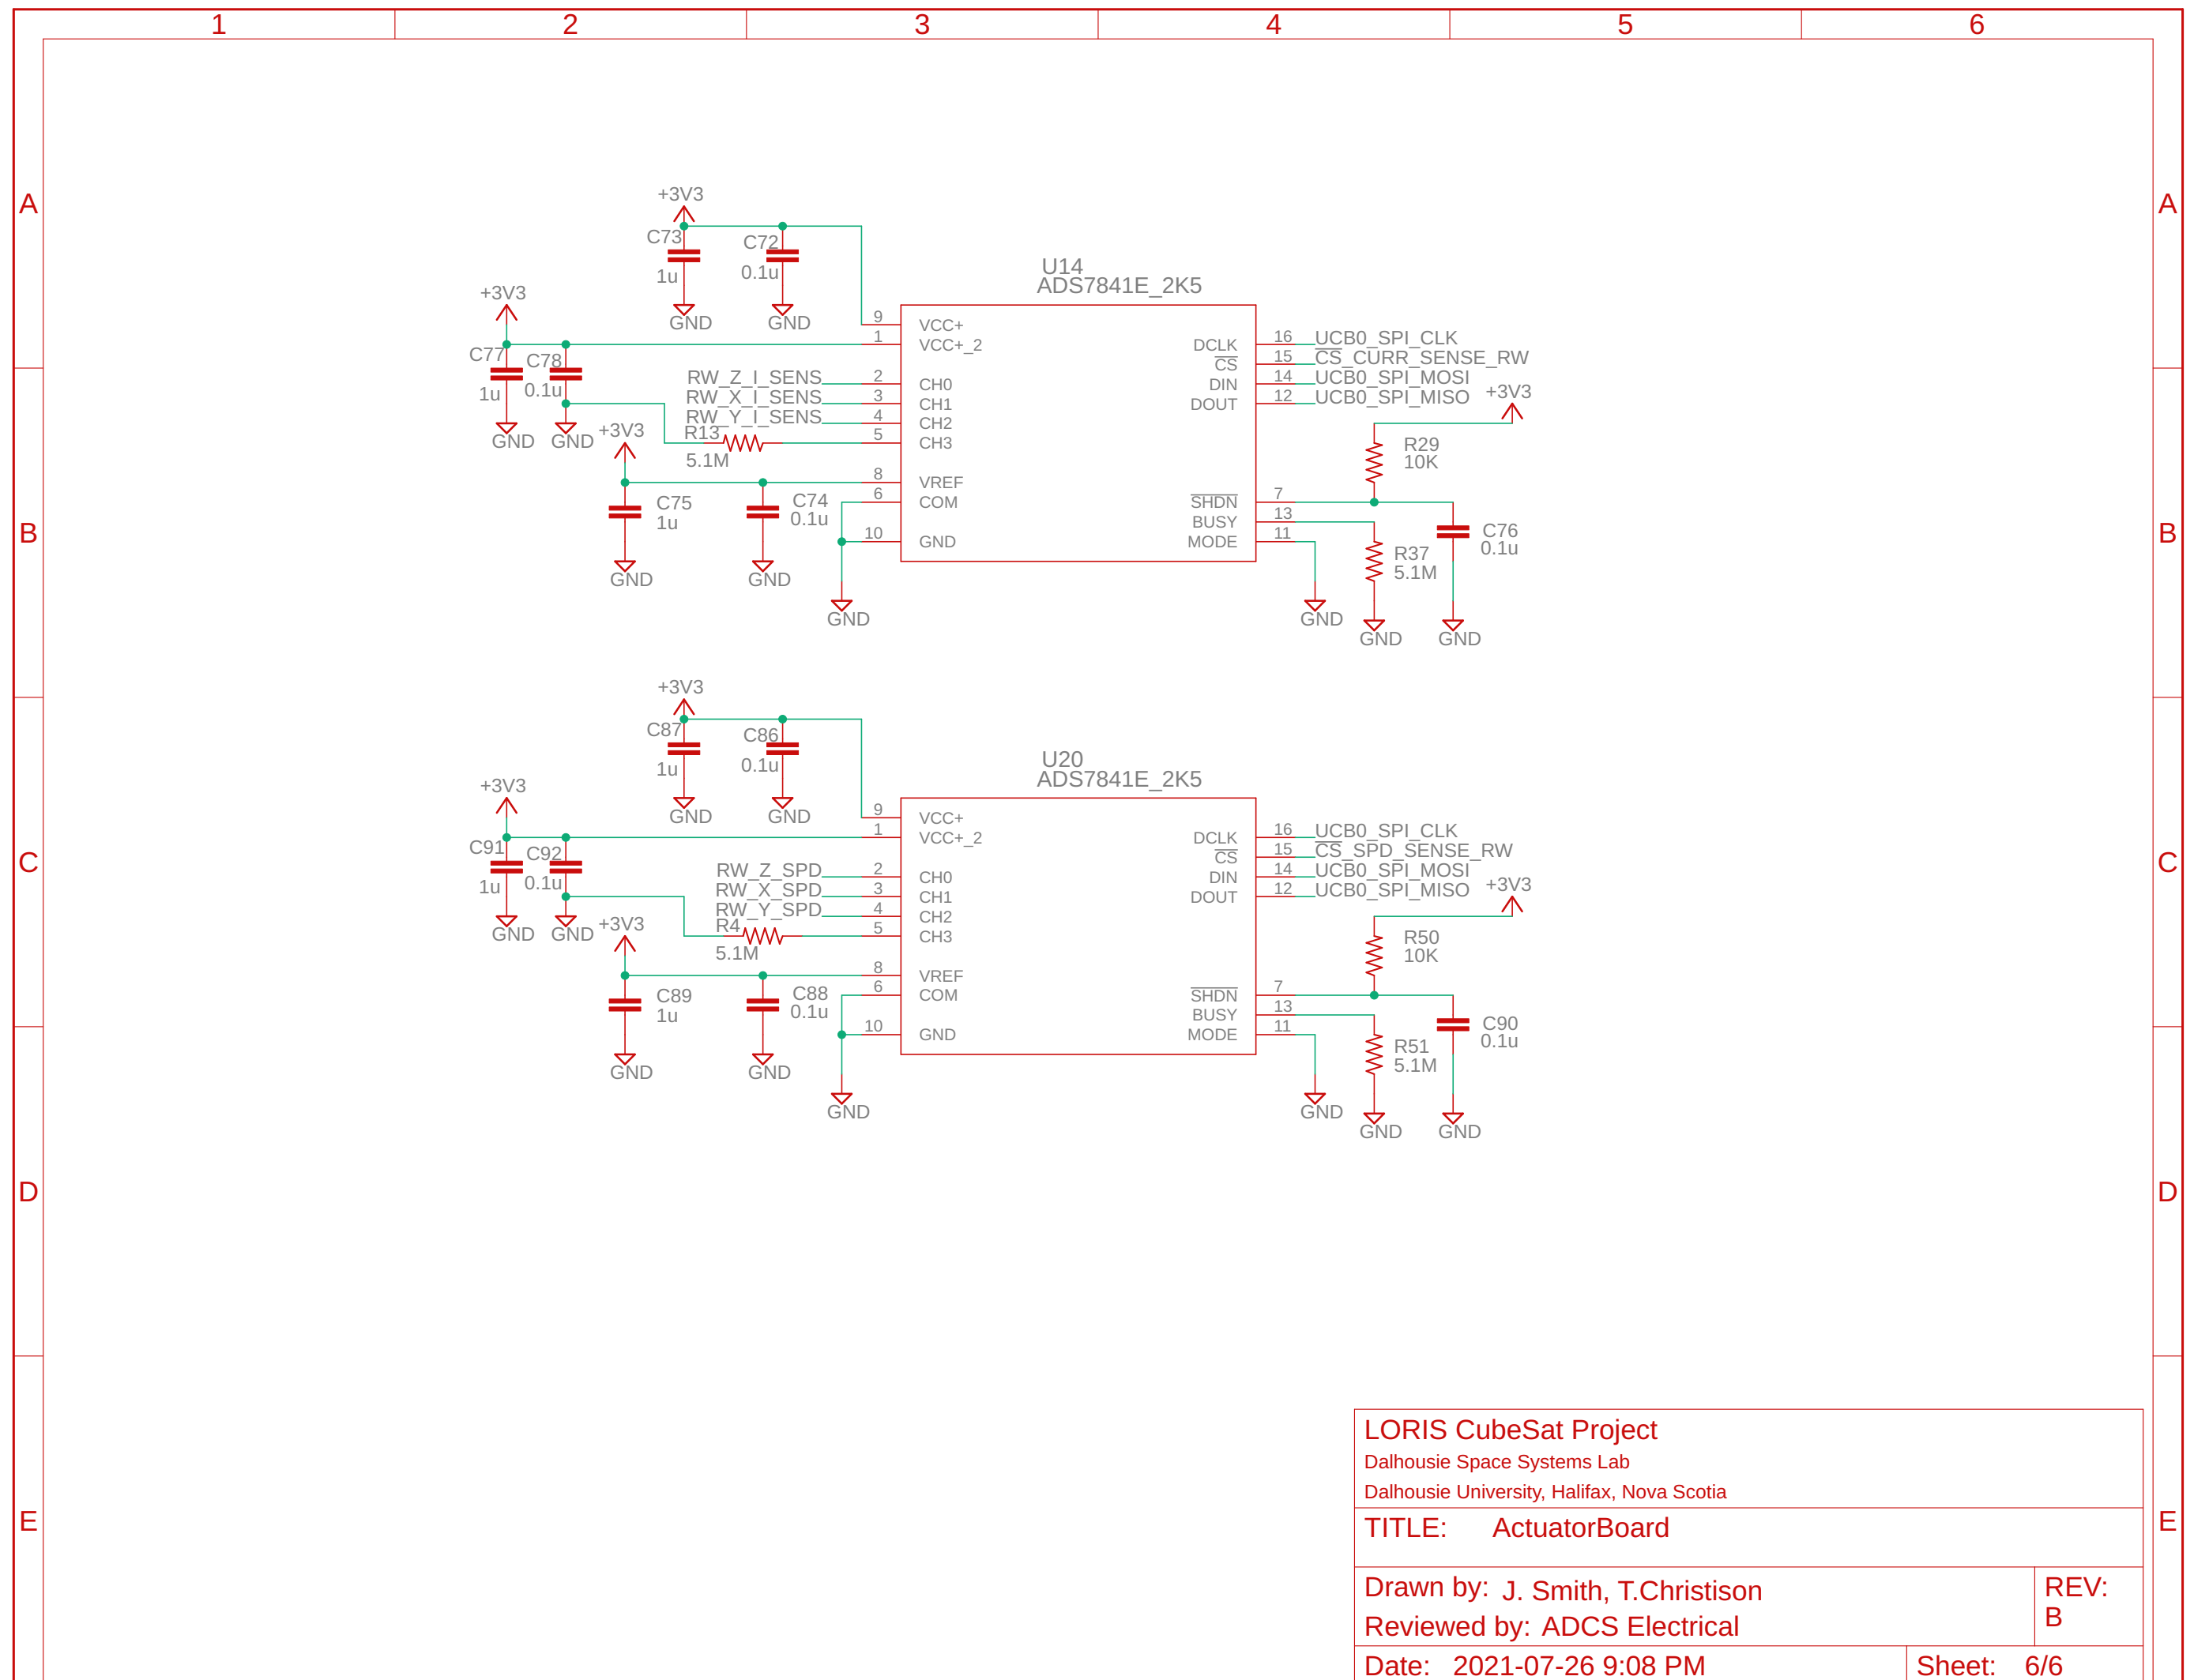 1 2 3 4 5 6
A A
+3V3
C73 C72
1u 0.1u
GND GND
U14
ADS7841E_2K5
+3V3
9 VCC+
1 VCC+_2
C77 C78
1u 0.1u
GND GND
RW_Z_I_SENS 2 CH0
RW_X_I_SENS 3 CH1
RW_Y_I_SENS 4 CH2
R13 5 CH3
5.1M
+3V3
8 VREF
6 COM
C75 C74
1u 0.1u
10 GND
GND GND
GND
DCLK 16 UCB0_SPI_CLK
CS 15 CS_CURR_SENSE_RW
DIN 14 UCB0_SPI_MOSI
DOUT 12 UCB0_SPI_MISO
+3V3
R29
10K
SHDN 7
BUSY 13
MODE 11
C76
0.1u
R37
5.1M
GND GND GND
B B
+3V3
C87 C86
1u 0.1u
GND GND
U20
ADS7841E_2K5
+3V3
9 VCC+
1 VCC+_2
C91 C92
1u 0.1u
GND GND
RW_Z_SPD 2 CH0
RW_X_SPD 3 CH1
RW_Y_SPD 4 CH2
R4 5 CH3
5.1M
+3V3
8 VREF
6 COM
C89 C88
1u 0.1u
10 GND
GND GND
GND
DCLK 16 UCB0_SPI_CLK
CS 15 CS_SPD_SENSE_RW
DIN 14 UCB0_SPI_MOSI
DOUT 12 UCB0_SPI_MISO
+3V3
R50
10K
SHDN 7
BUSY 13
MODE 11
C90
0.1u
R51
5.1M
GND GND GND
C C
D D
E E
LORIS CubeSat Project
Dalhousie Space Systems Lab
Dalhousie University, Halifax, Nova Scotia
TITLE: ActuatorBoard
Drawn by: J. Smith, T.Christison
Reviewed by: ADCS Electrical
REV:
B
Date: 2021-07-26 9:08 PM Sheet: 6/6